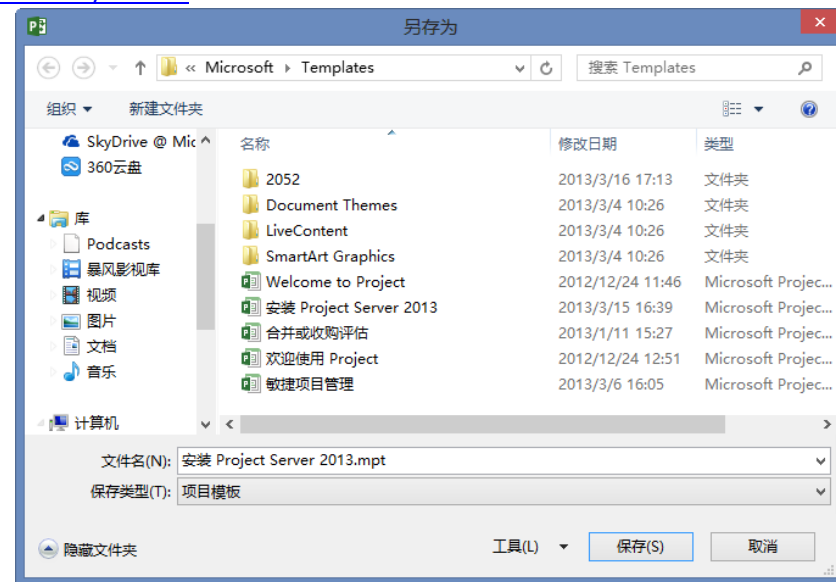 另存为
« Microsoft Templates
搜索 Templates
组织 新建文件夹
SkyDrive @ Mic
360云盘
库
Podcasts
暴风影视库
视频
图片
文档
音乐
计算机
名称 修改日期 类型
2052 2013/3/16 17:13 文件夹
Document Themes 2013/3/4 10:26 文件夹
LiveContent 2013/3/4 10:26 文件夹
SmartArt Graphics 2013/3/4 10:26 文件夹
Welcome to Project 2012/12/24 11:46 Microsoft Projec...
安装 Project Server 2013 2013/3/15 16:39 Microsoft Projec...
合并或收购评估 2013/1/11 15:27 Microsoft Projec...
欢迎使用 Project 2012/12/24 12:51 Microsoft Projec...
敏捷项目管理 2013/3/6 16:05 Microsoft Projec...
文件名(N): 安装 Project Server 2013.mpt
保存类型(T): 项目模板
隐藏文件夹 工具(L) 保存(S) 取消